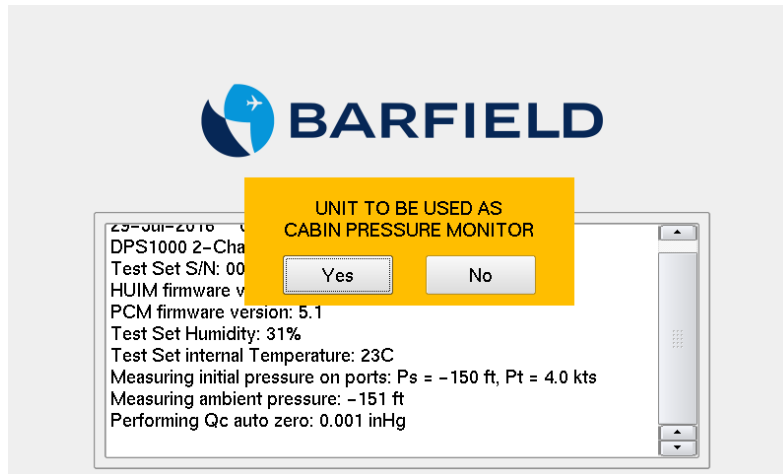 BARFIELD
UNIT TO BE USED AS
CABIN PRESSURE MONITOR
Yes
No
29-Jul-2016
DPS1000 2-Cha
Test Set S/N: 00
HUIM firmware v
PCM firmware version: 5.1
Test Set Humidity: 31%
Test Set internal Temperature: 23C
Measuring initial pressure on ports: Ps = -150 ft, Pt = 4.0 kts
Measuring ambient pressure: -151 ft
Performing Qc auto zero: 0.001 inHg